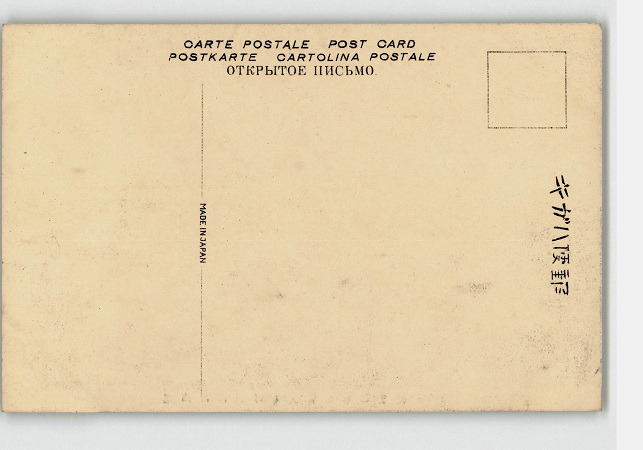 CARTE POSTALE POST CARD
POSTKARTE CARTOLINA POSTALE
ОТКРЫТОЕ ПИСЬМО.
MADE IN JAPAN
キガハ便郵